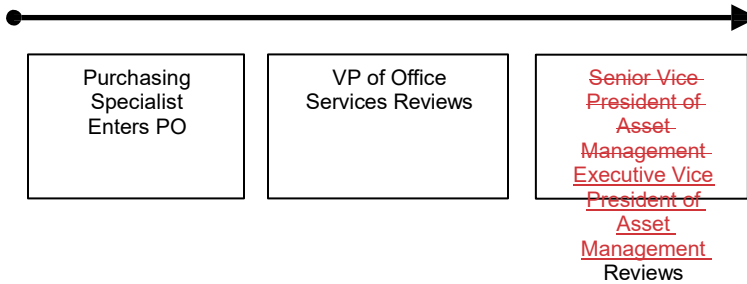 Purchasing
Specialist
Enters PO
VP of Office
Services Reviews
Senior Vice
President of
Asset
Management
Executive Vice
President of
Asset
Management
Reviews